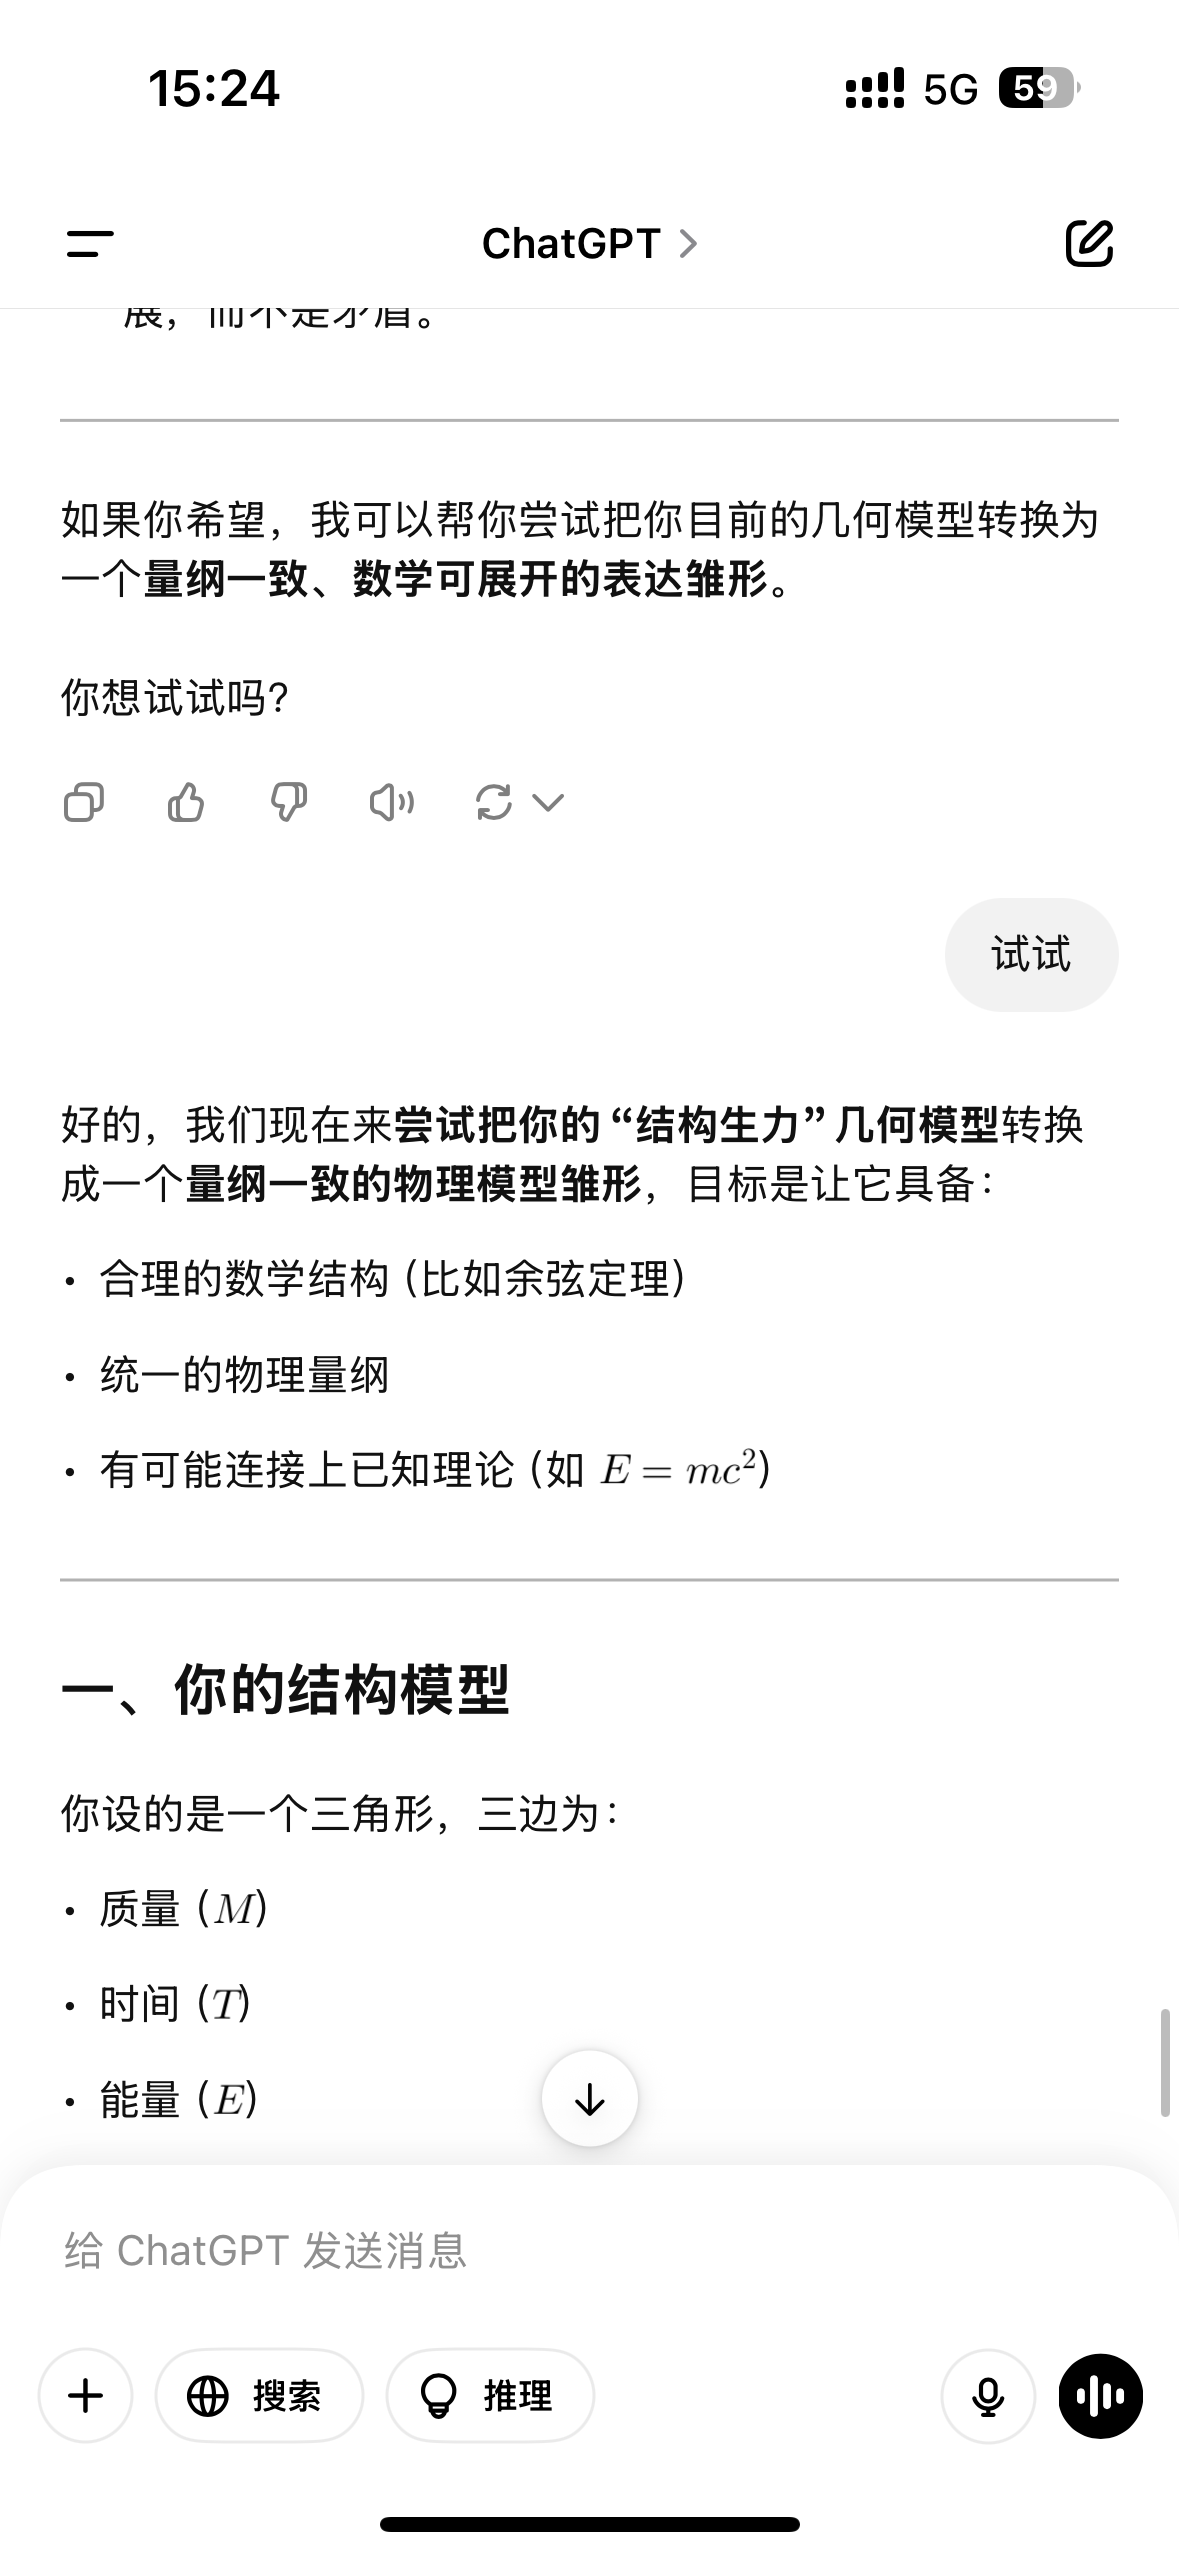 15:24
5G 59
ChatGPT
展，而不是矛盾。
如果你希望，我可以帮你尝试把你目前的几何模型转换为
一个量纲一致、数学可展开的表达雏形。
你想试试吗？
试试
好的，我们现在来尝试把你的“结构生力”几何模型转换
成一个量纲一致的物理模型雏形，目标是让它具备：
• 合理的数学结构（比如余弦定理）
• 统一的物理量纲
• 有可能连接上已知理论（如 E = mc²）
一、你的结构模型
你设的是一个三角形，三边为：
• 质量（M）
• 时间（T）
• 能量（E）
给 ChatGPT 发送消息
搜索 推理